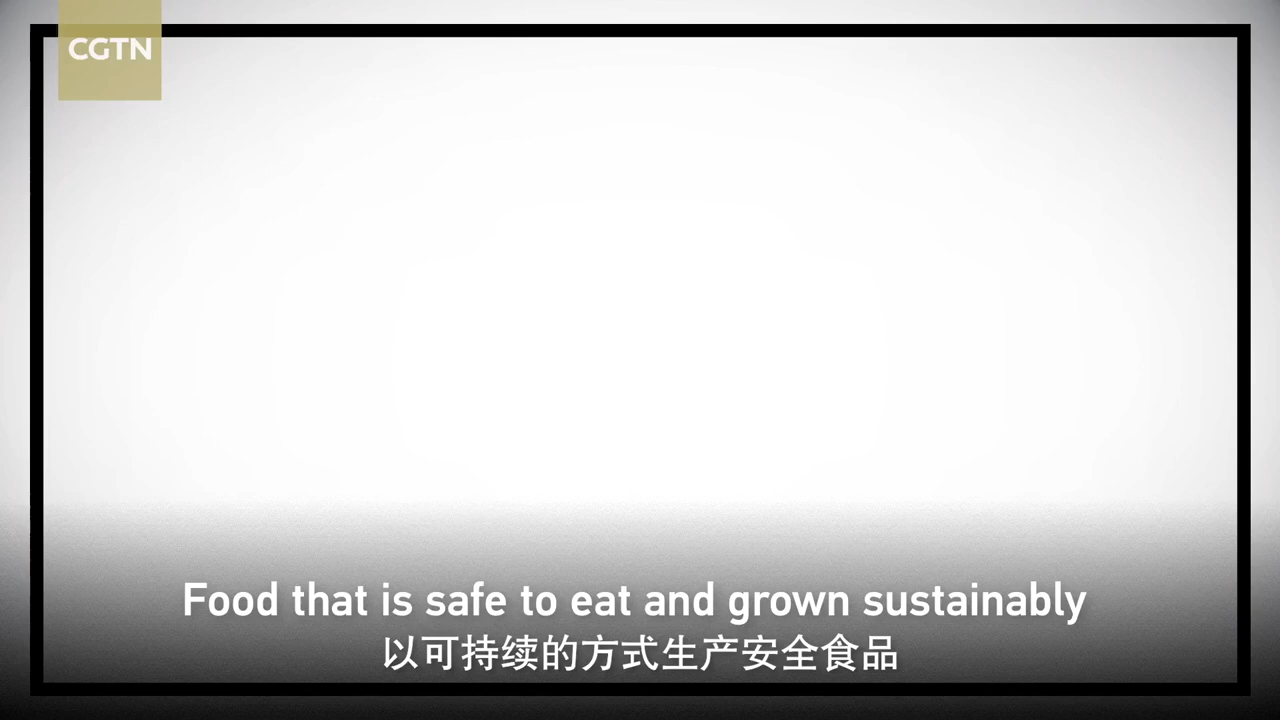 CGTN
Food that is safe to eat and grown sustainably
以可持续的方式生产安全食品